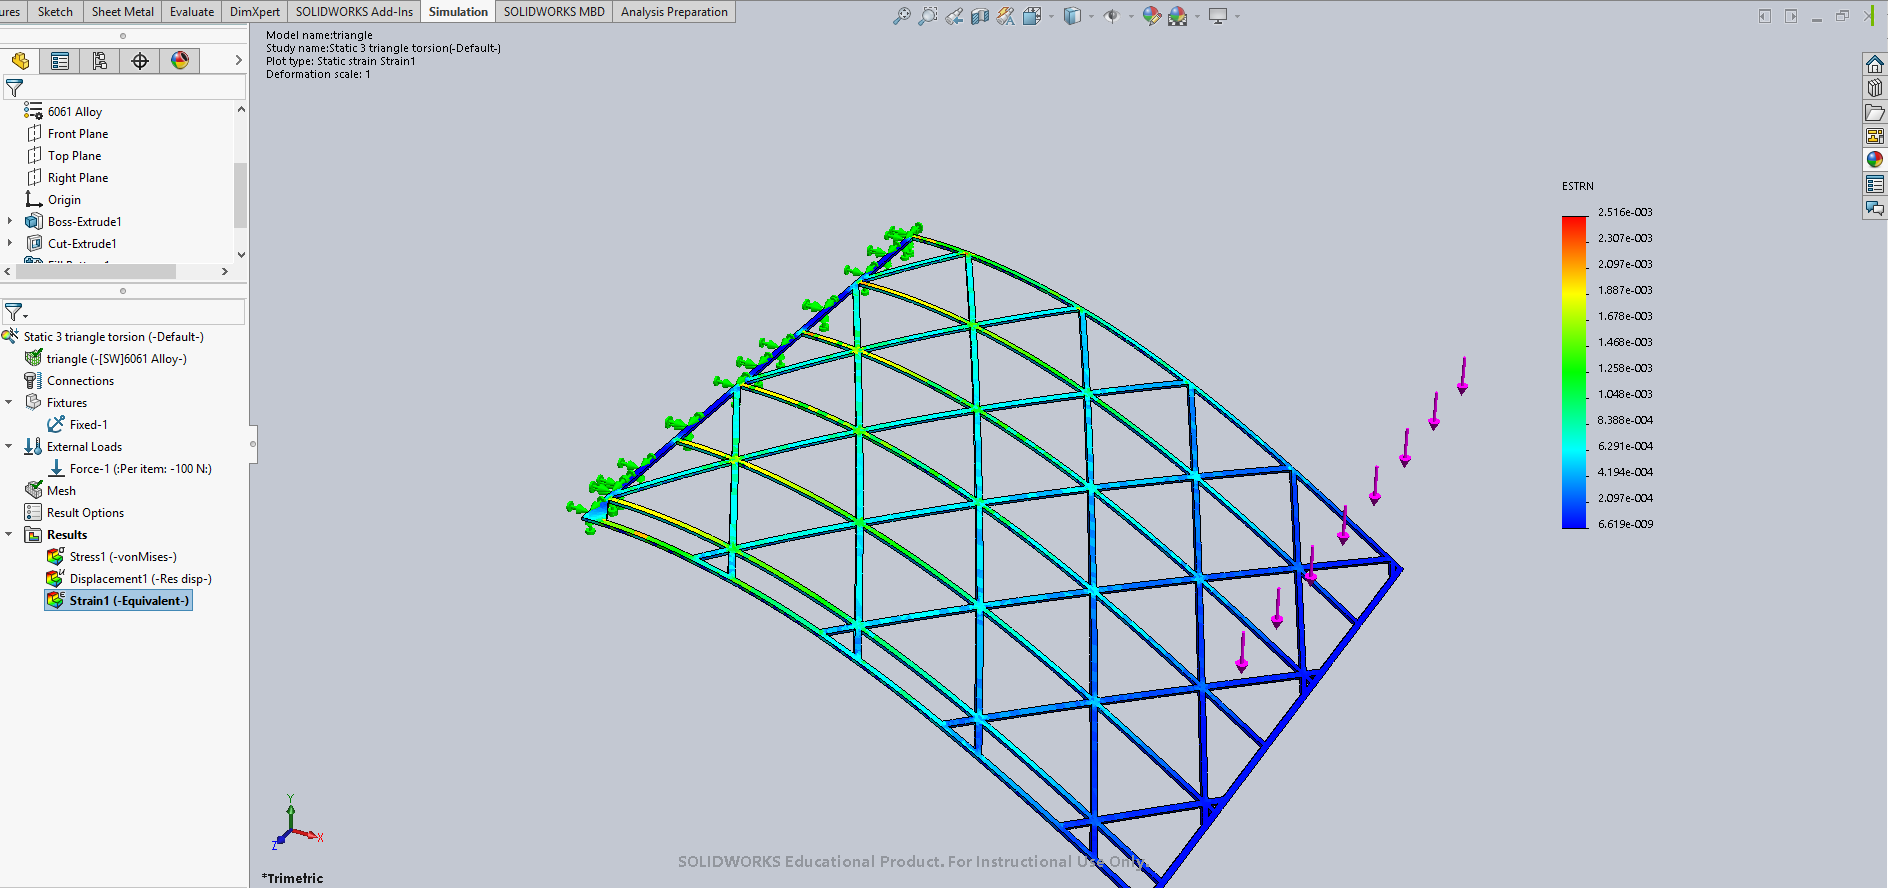 ures
Sketch
Sheet Metal
Evaluate
DimXpert
SOLIDWORKS Add-Ins
Simulation
SOLIDWORKS MBD
Analysis Preparation
Model name:triangle
Study name:Static 3 triangle torsion(-Default-)
Plot type: Static strain Strain1
Deformation scale: 1
6061 Alloy
Front Plane
Top Plane
Right Plane
Origin
Boss-Extrude1
Cut-Extrude1
Static 3 triangle torsion (-Default-)
triangle (-[SW]6061 Alloy-)
Connections
Fixtures
Fixed-1
External Loads
Force-1 (:Per item: -100 N:)
Mesh
Result Options
Results
Stress1 (-vonMises-)
Displacement1 (-Res disp-)
Strain1 (-Equivalent-)
ESTRN
2.516e-003
2.307e-003
2.097e-003
1.887e-003
1.678e-003
1.468e-003
1.258e-003
1.048e-003
8.388e-004
6.291e-004
4.194e-004
2.097e-004
6.619e-009
Y
X
Z
SOLIDWORKS Educational Product. For Instructional Use Only.
*Trimetric